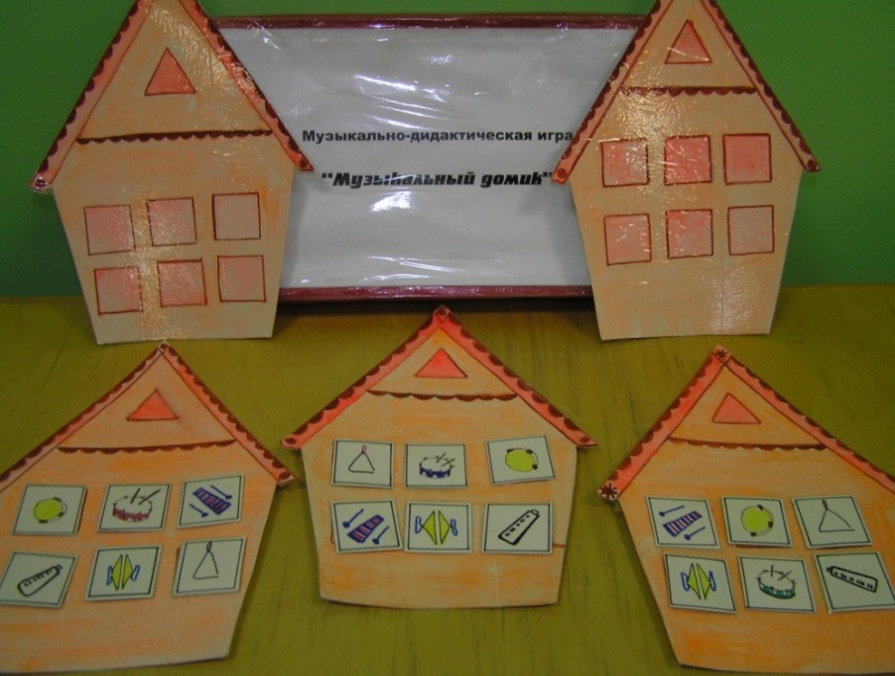 Музыкально-дидактическая игра
“Музыкальный домик”